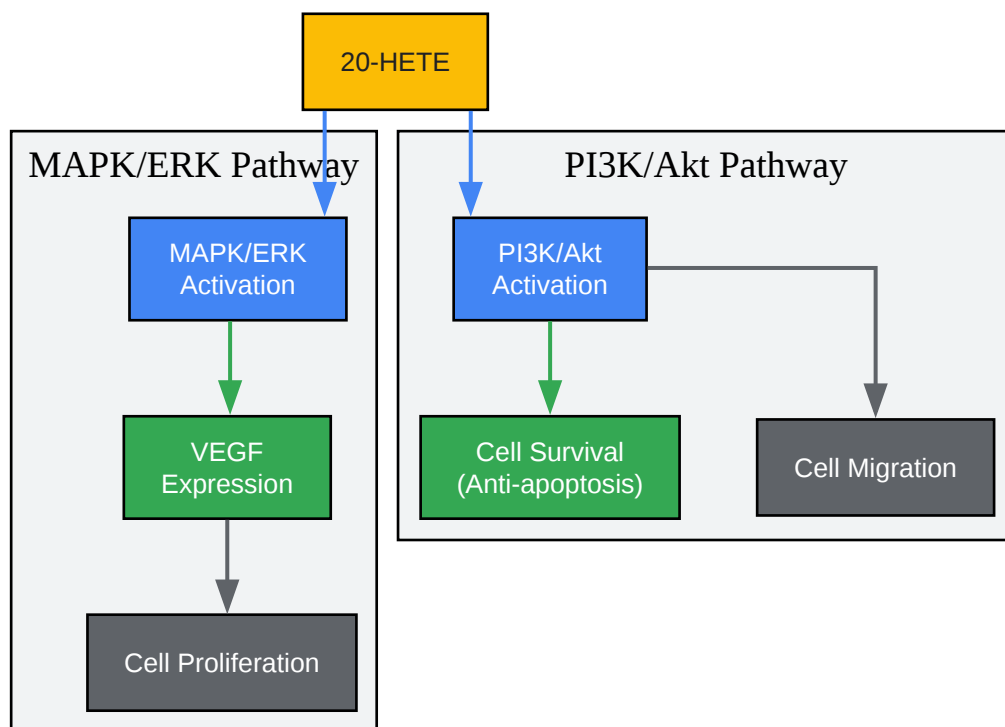 20-HETE
MAPK/ERK Pathway
MAPK/ERK
Activation
VEGF
Expression
Cell Proliferation
PI3K/Akt Pathway
PI3K/Akt
Activation
Cell Survival
(Anti-apoptosis)
Cell Migration